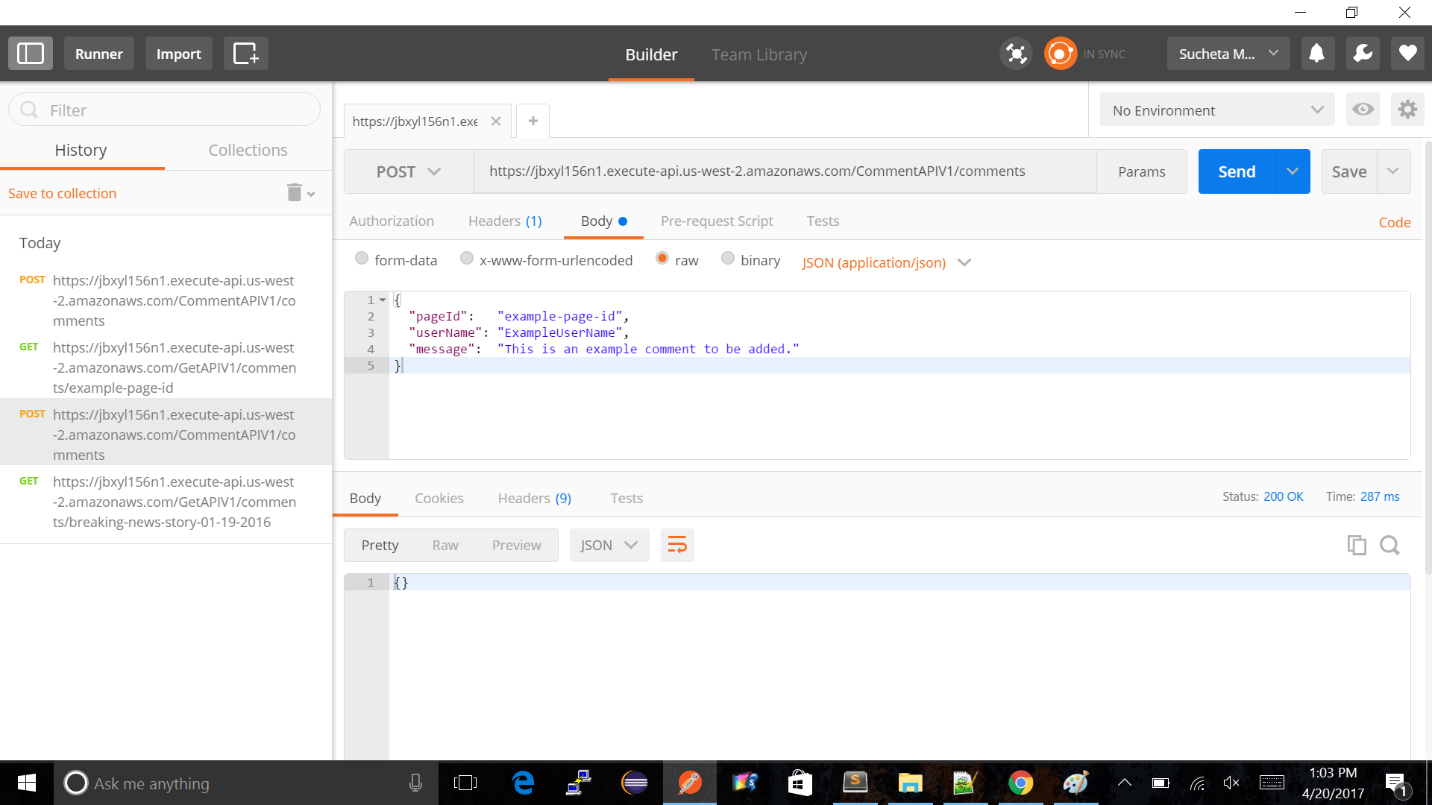 Runner
Import
Builder
Team Library
IN SYNC
Sucheta M...
Filter
History
Collections
Save to collection
Today
POST https://jbxyl156n1.execute-api.us-west
-2.amazonaws.com/CommentAPIV1/co
mments
GET https://jbxyl156n1.execute-api.us-west
-2.amazonaws.com/GetAPIV1/commen
ts/example-page-id
POST https://jbxyl156n1.execute-api.us-west
-2.amazonaws.com/CommentAPIV1/co
mments
GET https://jbxyl156n1.execute-api.us-west
-2.amazonaws.com/GetAPIV1/commen
ts/breaking-news-story-01-19-2016
https://jbxyl156n1.exe
No Environment
POST https://jbxyl156n1.execute-api.us-west-2.amazonaws.com/CommentAPIV1/comments Params Send Save
Authorization Headers (1) Body Pre-request Script Tests Code
form-data x-www-form-urlencoded raw binary JSON (application/json)
1 {
2 "pageId": "example-page-id",
3 "userName": "ExampleUserName",
4 "message": "This is an example comment to be added."
5 }
Body Cookies Headers (9) Tests Status: 200 OK Time: 287 ms
Pretty Raw Preview JSON
1 {}
Ask me anything
1:03 PM
4/20/2017
1